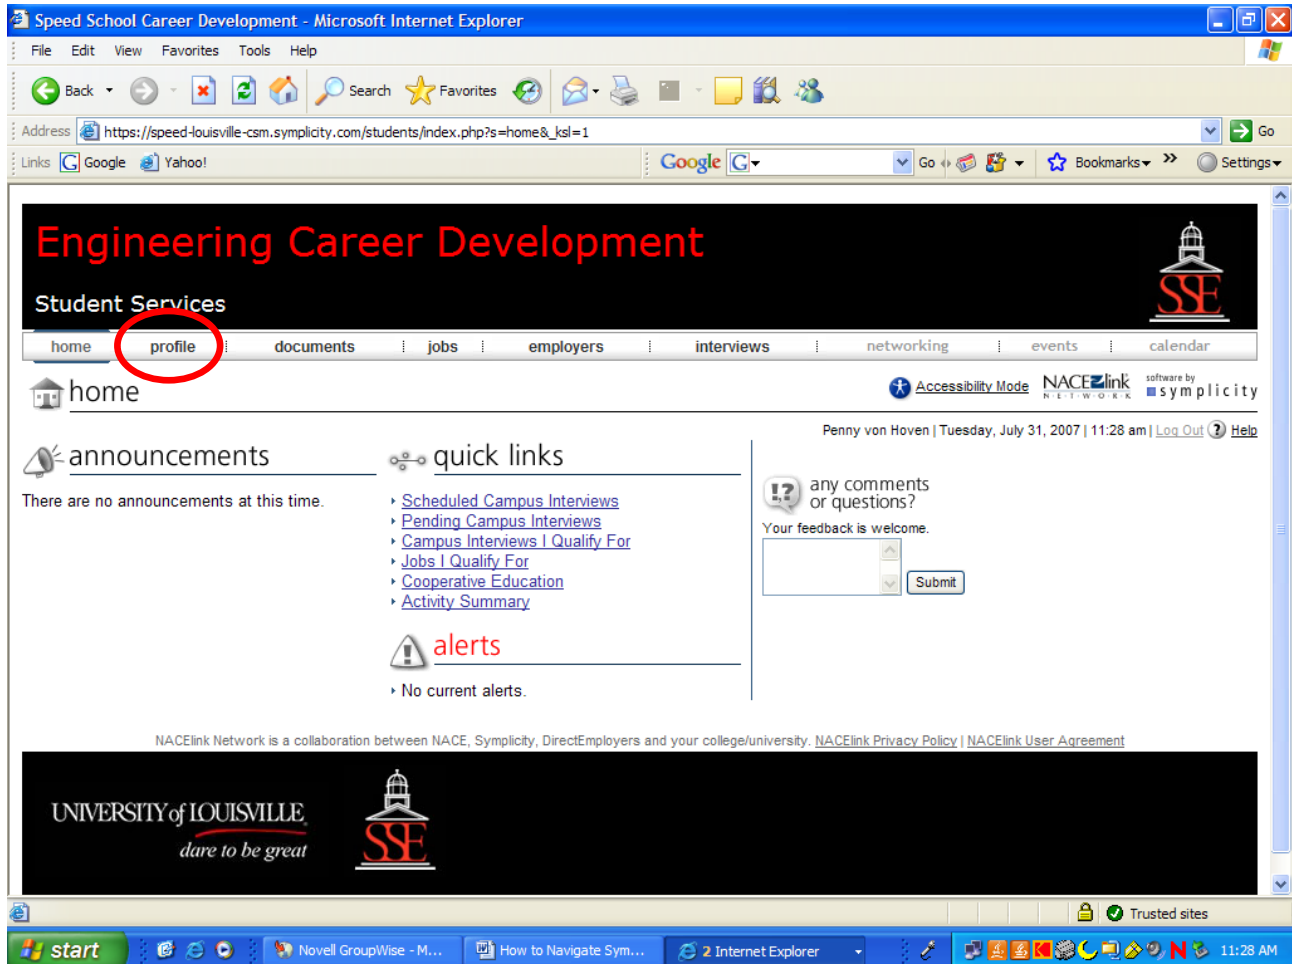 Speed School Career Development - Microsoft Internet Explorer
File Edit View Favorites Tools Help
Back Search Favorites
Address https://speed-louisville-csm.symplicity.com/students/index.php?s=home&_ksl=1 Go
Links Google Yahoo! Google G Go Bookmarks >> Settings
Engineering Career Development
Student Services
SSE
home profile documents jobs employers interviews networking events calendar
home
Accessibility Mode NACElink NETWORK software by symplicity
Penny von Hoven | Tuesday, July 31, 2007 | 11:28 am | Log Out ? Help
announcements
There are no announcements at this time.
quick links
Scheduled Campus Interviews
Pending Campus Interviews
Campus Interviews I Qualify For
Jobs I Qualify For
Cooperative Education
Activity Summary
alerts
No current alerts.
!? any comments
or questions?
Your feedback is welcome.
Submit
NACElink Network is a collaboration between NACE, Symplicity, DirectEmployers and your college/university. NACElink Privacy Policy | NACElink User Agreement
UNIVERSITY of LOUISVILLE
dare to be great
SSE
Trusted sites
start Novell GroupWise - M... How to Navigate Sym... 2 Internet Explorer 11:28 AM